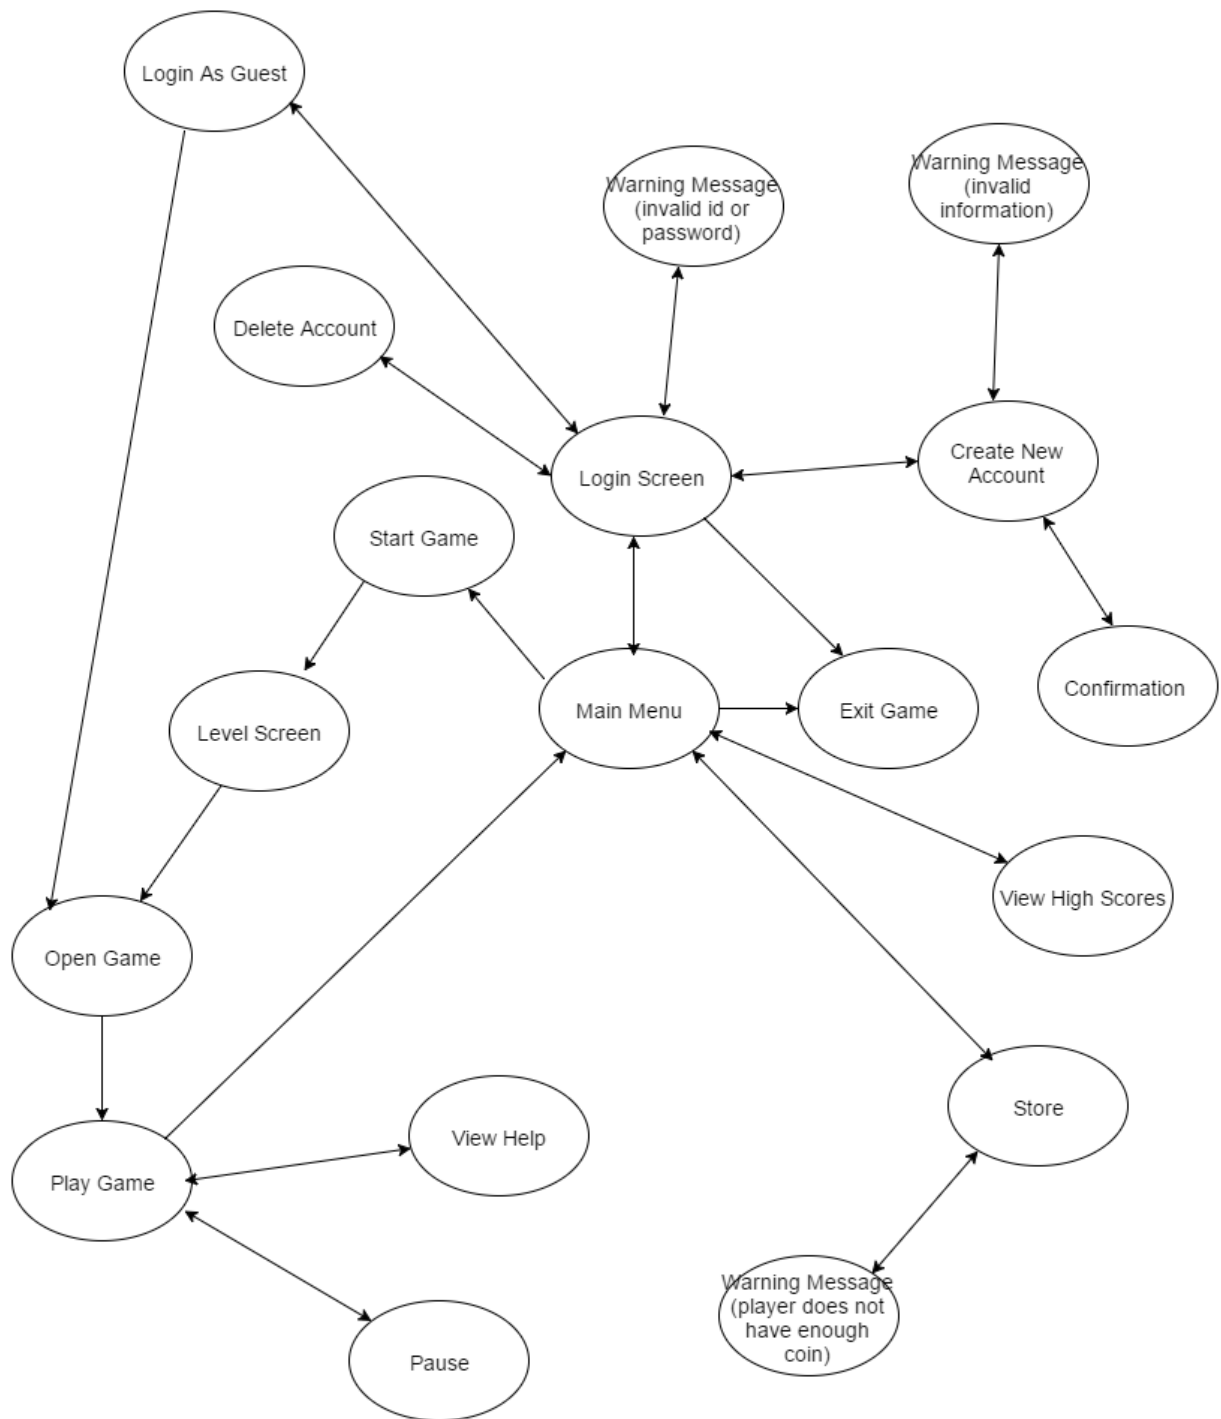 Login As Guest
Warning Message
(invalid id or
password)
Warning Message
(invalid
information)
Delete Account
Login Screen
Create New
Account
Start Game
Level Screen
Main Menu
Exit Game
Confirmation
View High Scores
Open Game
Store
View Help
Play Game
Warning Message
(player does not
have enough
coin)
Pause